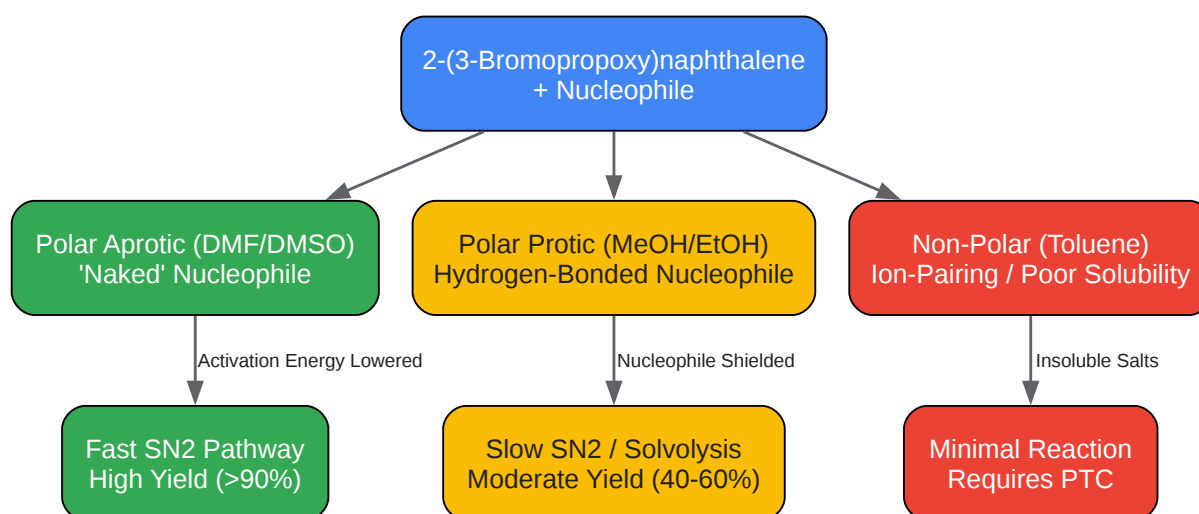 2-(3-Bromopropoxy)naphthalene
+ Nucleophile
Polar Aprotic (DMF/DMSO)
'Naked' Nucleophile
Polar Protic (MeOH/EtOH)
Hydrogen-Bonded Nucleophile
Non-Polar (Toluene)
Ion-Pairing / Poor Solubility
Activation Energy Lowered
Nucleophile Shielded
Insoluble Salts
Fast SN2 Pathway
High Yield (>90%)
Slow SN2 / Solvolysis
Moderate Yield (40-60%)
Minimal Reaction
Requires PTC